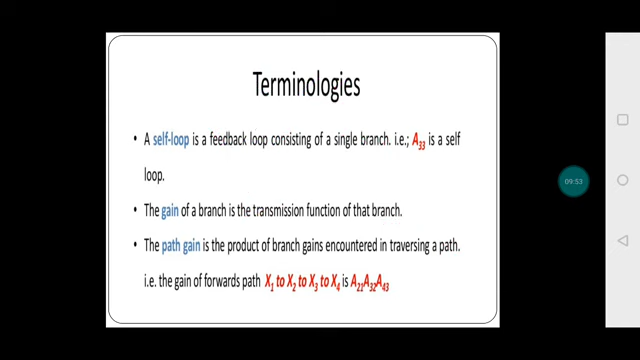 Terminologies
• A self-loop is a feedback loop consisting of a single branch. i.e.; A₃₃ is a self
loop.
• The gain of a branch is the transmission function of that branch.
• The path gain is the product of branch gains encountered in traversing a path.
i.e. the gain of forwards path X₁ to X₂ to X₃ to X₄ is A₂₁A₃₂A₄₃
09:53